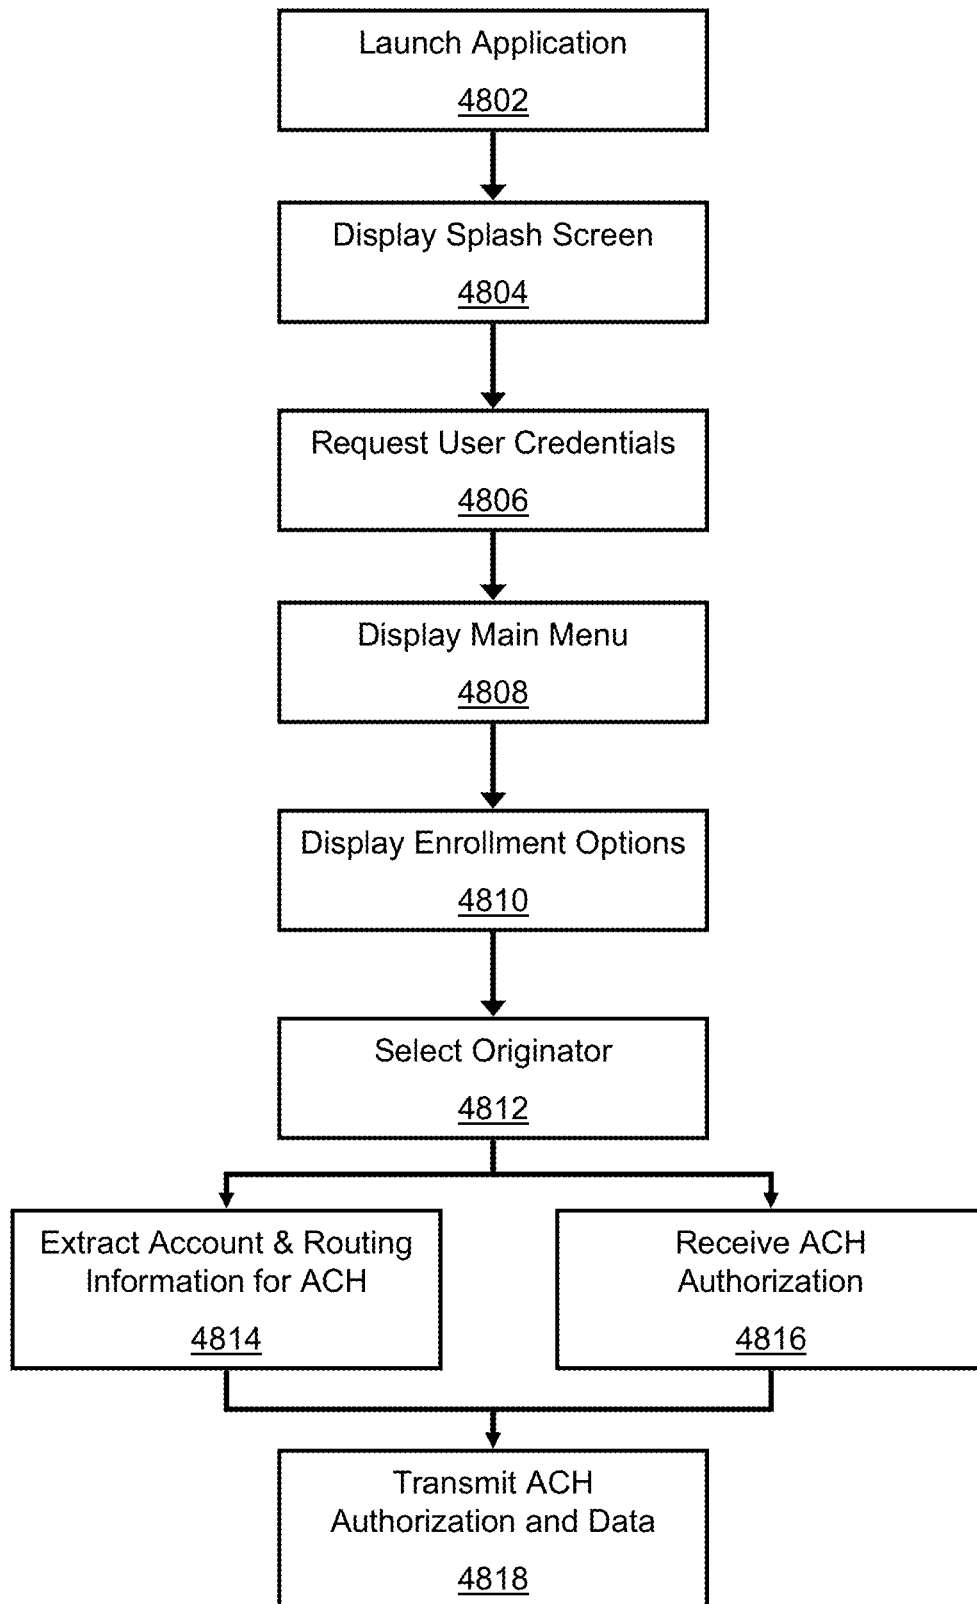 Launch Application
4802
Display Splash Screen
4804
Request User Credentials
4806
Display Main Menu
4808
Display Enrollment Options
4810
Select Originator
4812
Extract Account & Routing
Information for ACH
4814
Receive ACH
Authorization
4816
Transmit ACH
Authorization and Data
4818